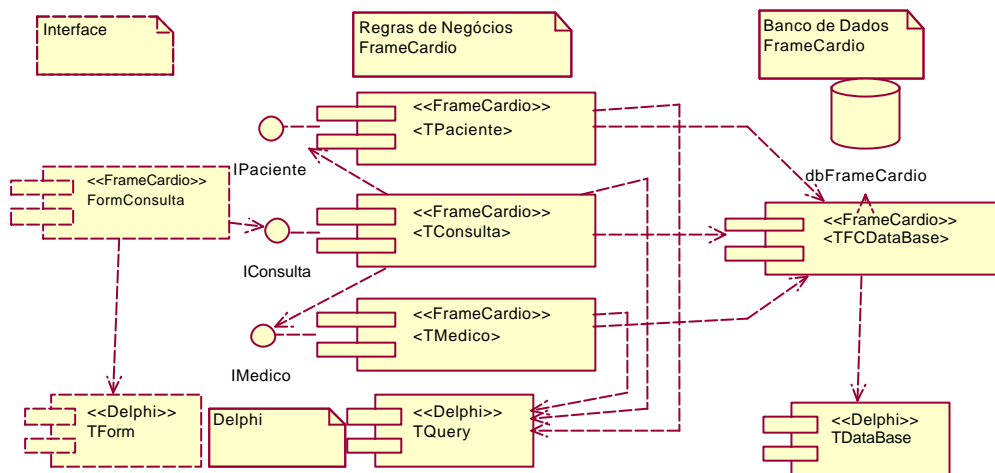 Interface
Regras de Negócios
FrameCardio
Banco de Dados
FrameCardio
<<FrameCardio>>
<TPaciente>
IPaciente
dbFrameCardio
<<FrameCardio>>
FormConsulta
<<FrameCardio>>
<TConsulta>
<<FrameCardio>>
<TFCDataBase>
IConsulta
<<FrameCardio>>
<TMedico>
IMedico
<<Delphi>>
TForm
Delphi
<<Delphi>>
TQuery
<<Delphi>>
TDataBase